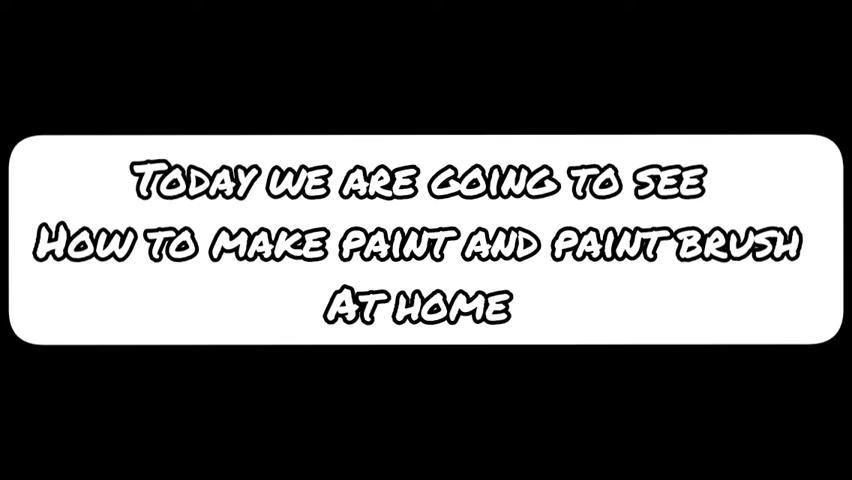 Today we are going to see
How to make paint and paint brush
At home